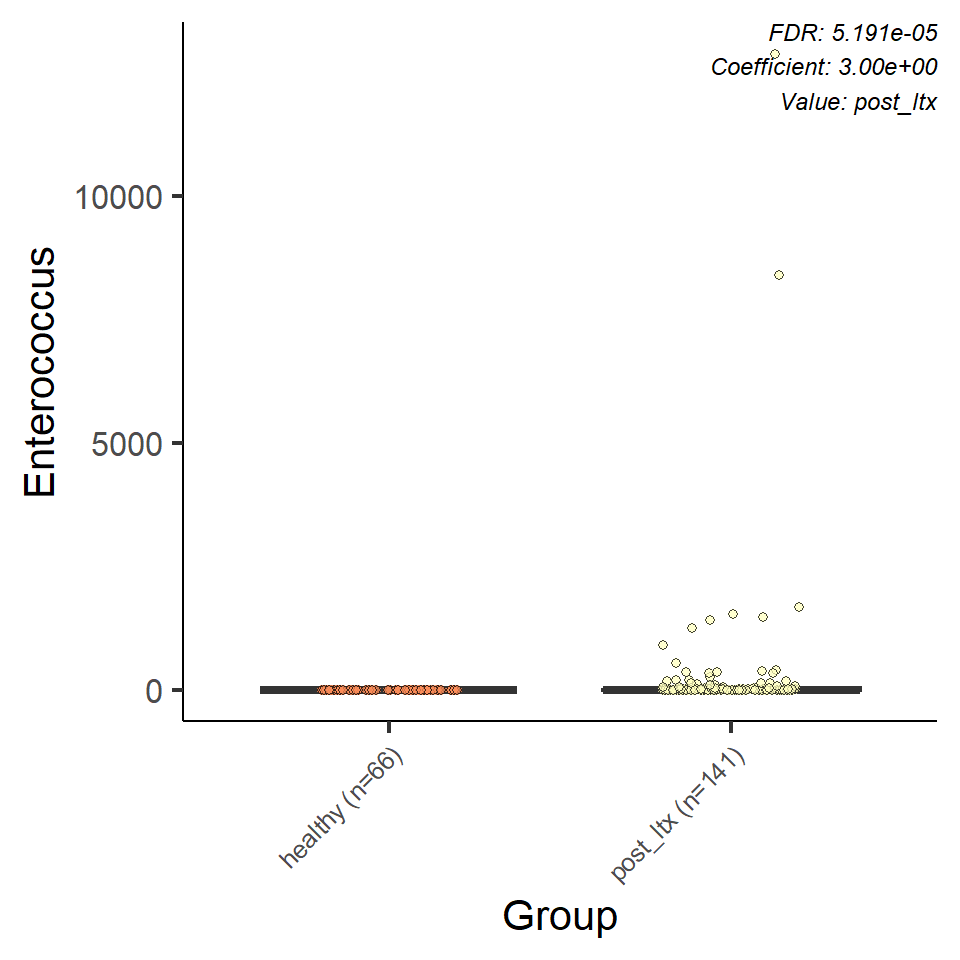 FDR: 5.191e-05
Coefficient: 3.00e+00
Value: post_ltx
10000
5000
0
Enterococcus
healthy (n=66)
post_ltx (n=141)
Group